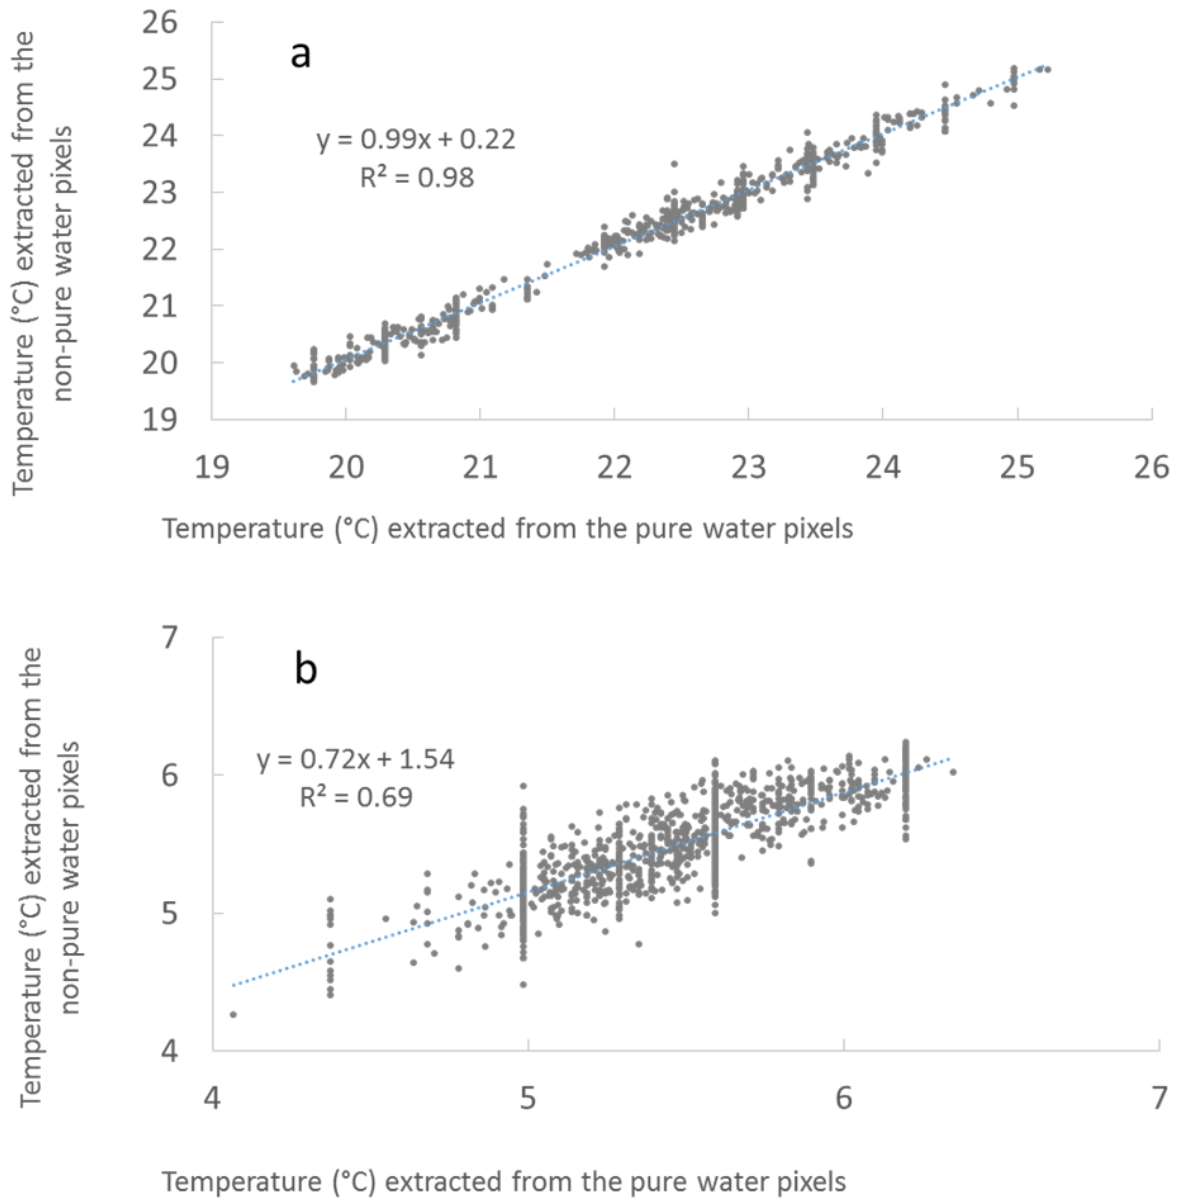 Temperature (°C) extracted from the
non-pure water pixels
26
25
24
23
22
21
20
19
a
y = 0.99x + 0.22
R² = 0.98
19 20 21 22 23 24 25 26
Temperature (°C) extracted from the pure water pixels
Temperature (°C) extracted from the
non-pure water pixels
7
6
5
4
b
y = 0.72x + 1.54
R² = 0.69
4 5 6 7
Temperature (°C) extracted from the pure water pixels